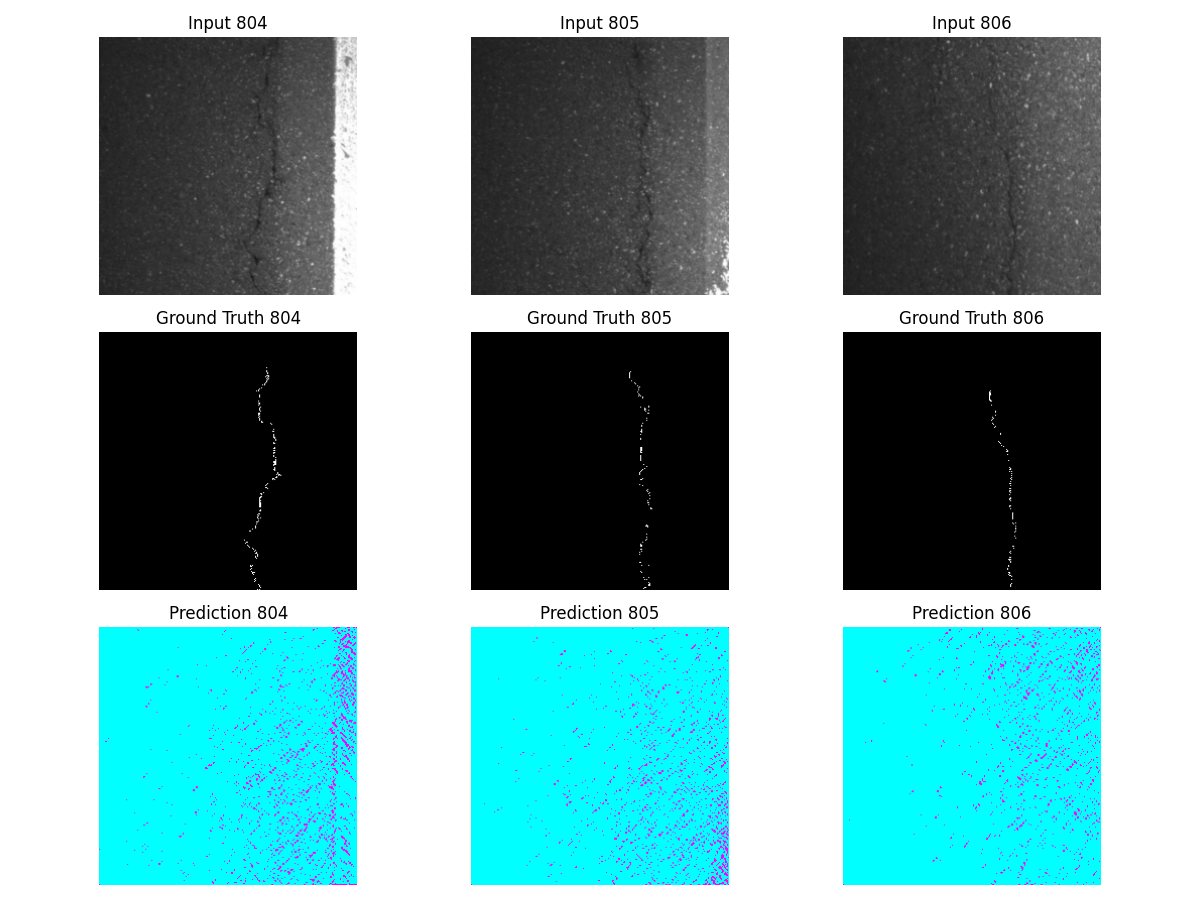 Input 804
Input 805
Input 806
Ground Truth 804
Ground Truth 805
Ground Truth 806
Prediction 804
Prediction 805
Prediction 806